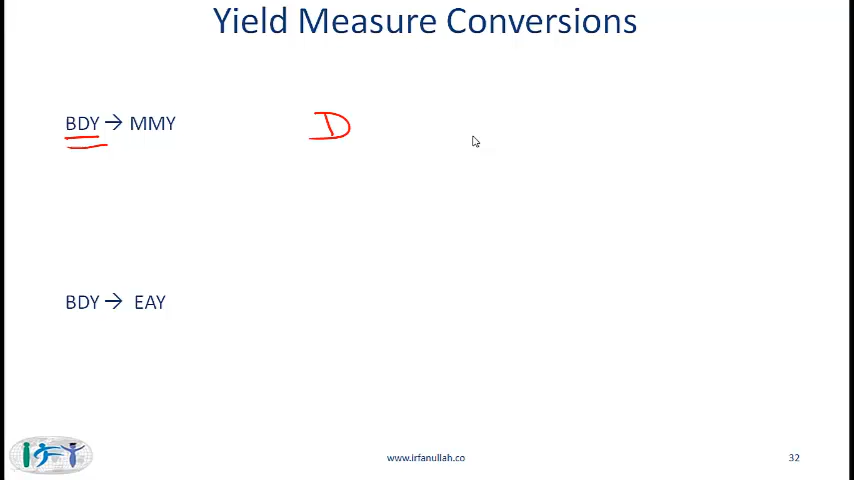 Yield Measure Conversions
BDY → MMY D
BDY → EAY
www.irfanullah.co 32